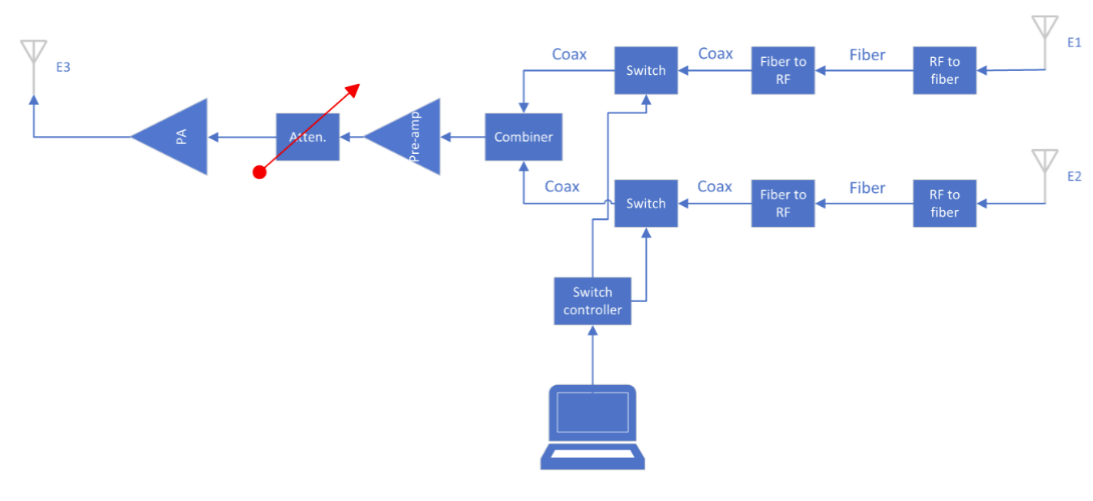 E3
PA
Atten.
Pre-amp
Combiner
Coax
Switch
Coax
Fiber to
RF
Fiber
RF to
fiber
E1
Coax
Switch
Coax
Fiber to
RF
Fiber
RF to
fiber
E2
Switch
controller